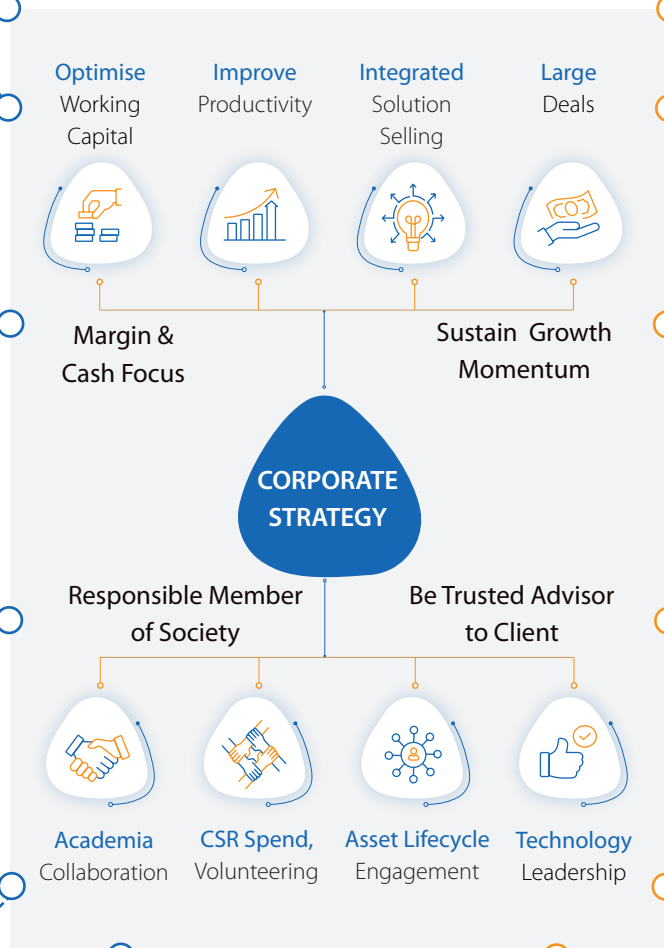 Optimise
Working
Capital
Improve
Productivity
Integrated
Solution
Selling
Large
Deals
Margin &
Cash Focus
Sustain Growth
Momentum
CORPORATE
STRATEGY
Responsible Member
of Society
Be Trusted Advisor
to Client
Academia
Collaboration
CSR Spend,
Volunteering
Asset Lifecycle
Engagement
Technology
Leadership